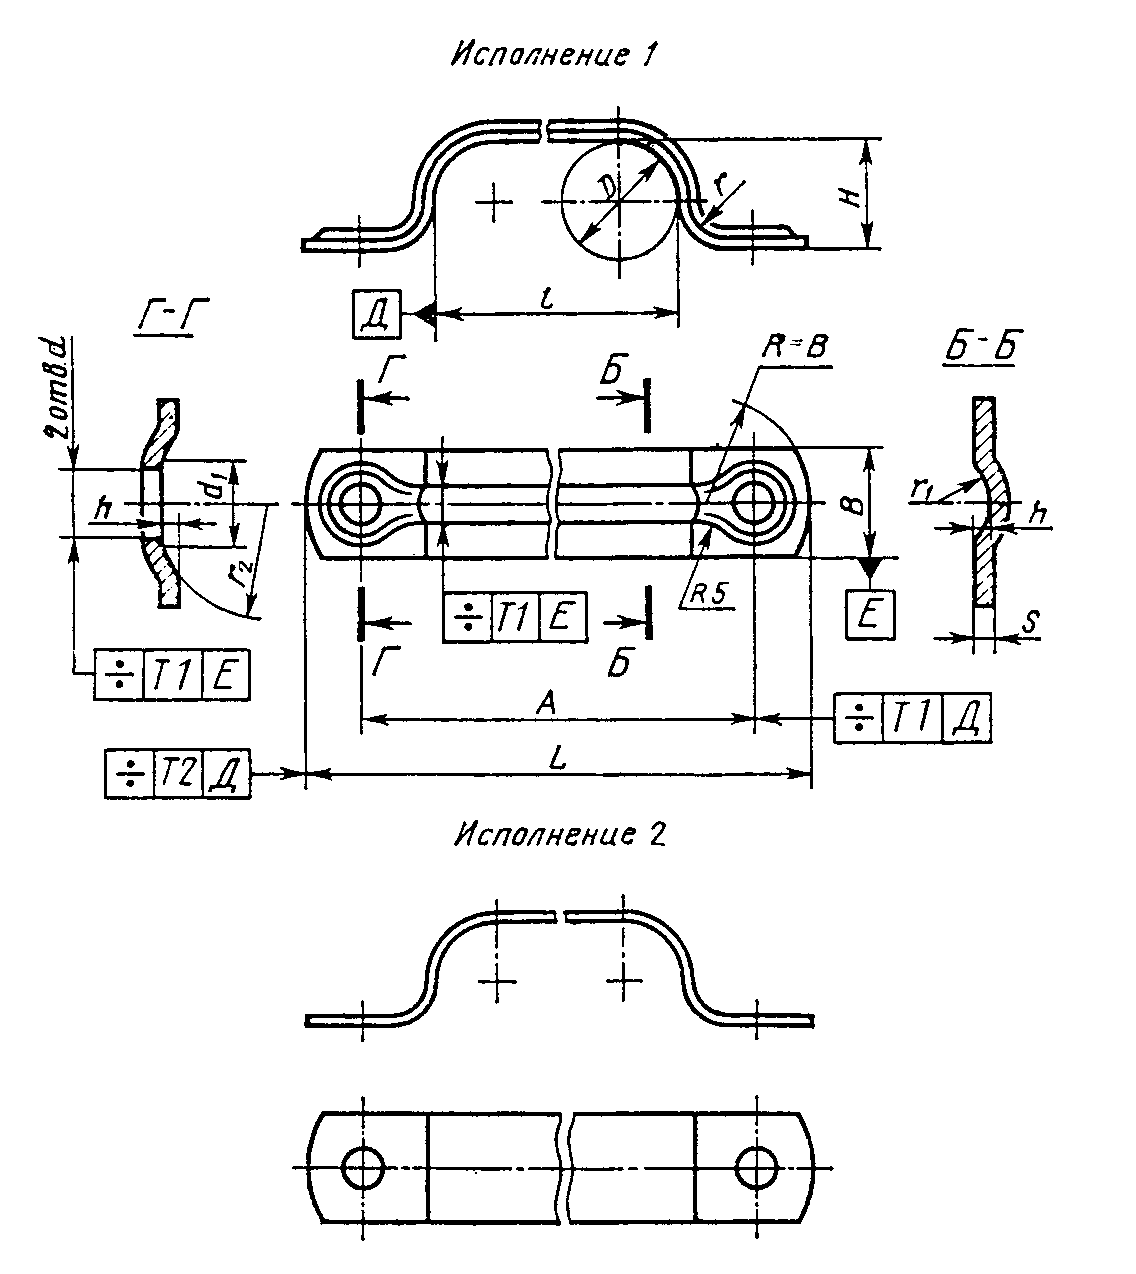 Исполнение 1
D
r
H
Д
l
Г-Г
Г
Б
R=B
Б-Б
2 отв. d
h
d₁
r₂
B
r₁
h
÷ T1 E
R5
E
S
Г
Б
÷ T1 E
A
÷ T1 Д
÷ T2 Д
L
Исполнение 2